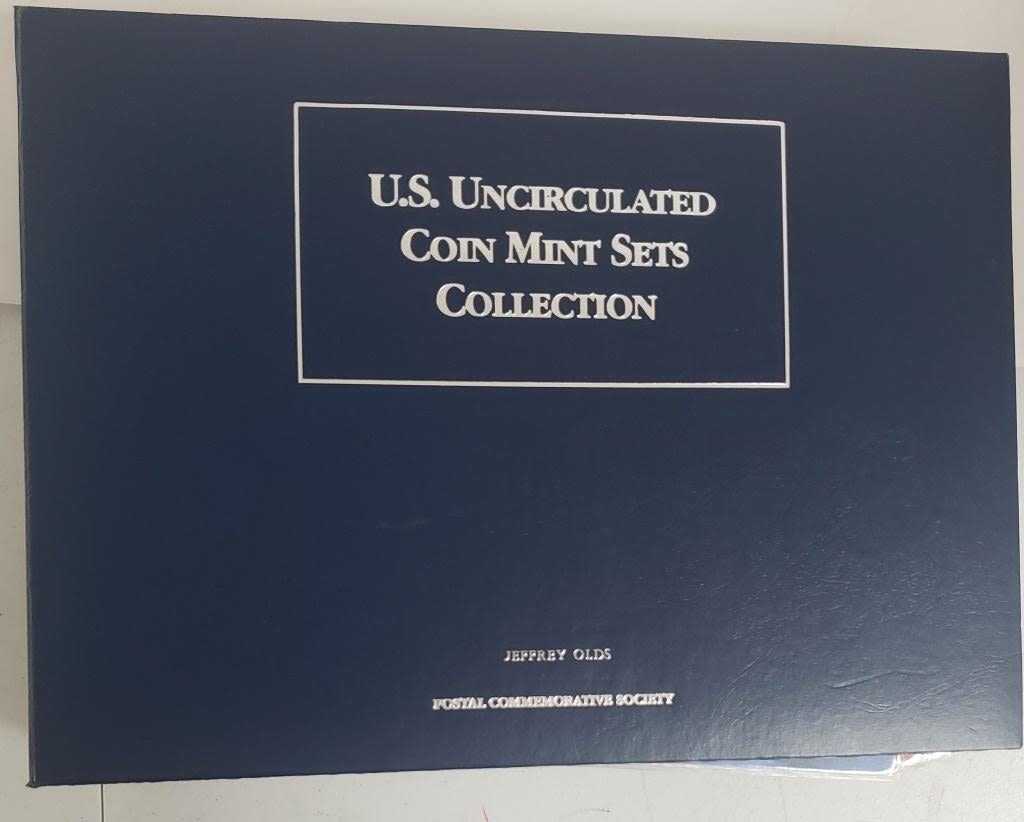 U.S. UNCIRCULATED
COIN MINT SETS
COLLECTION
JEFFREY OLDS
POSTAL COMMEMORATIVE SOCIETY